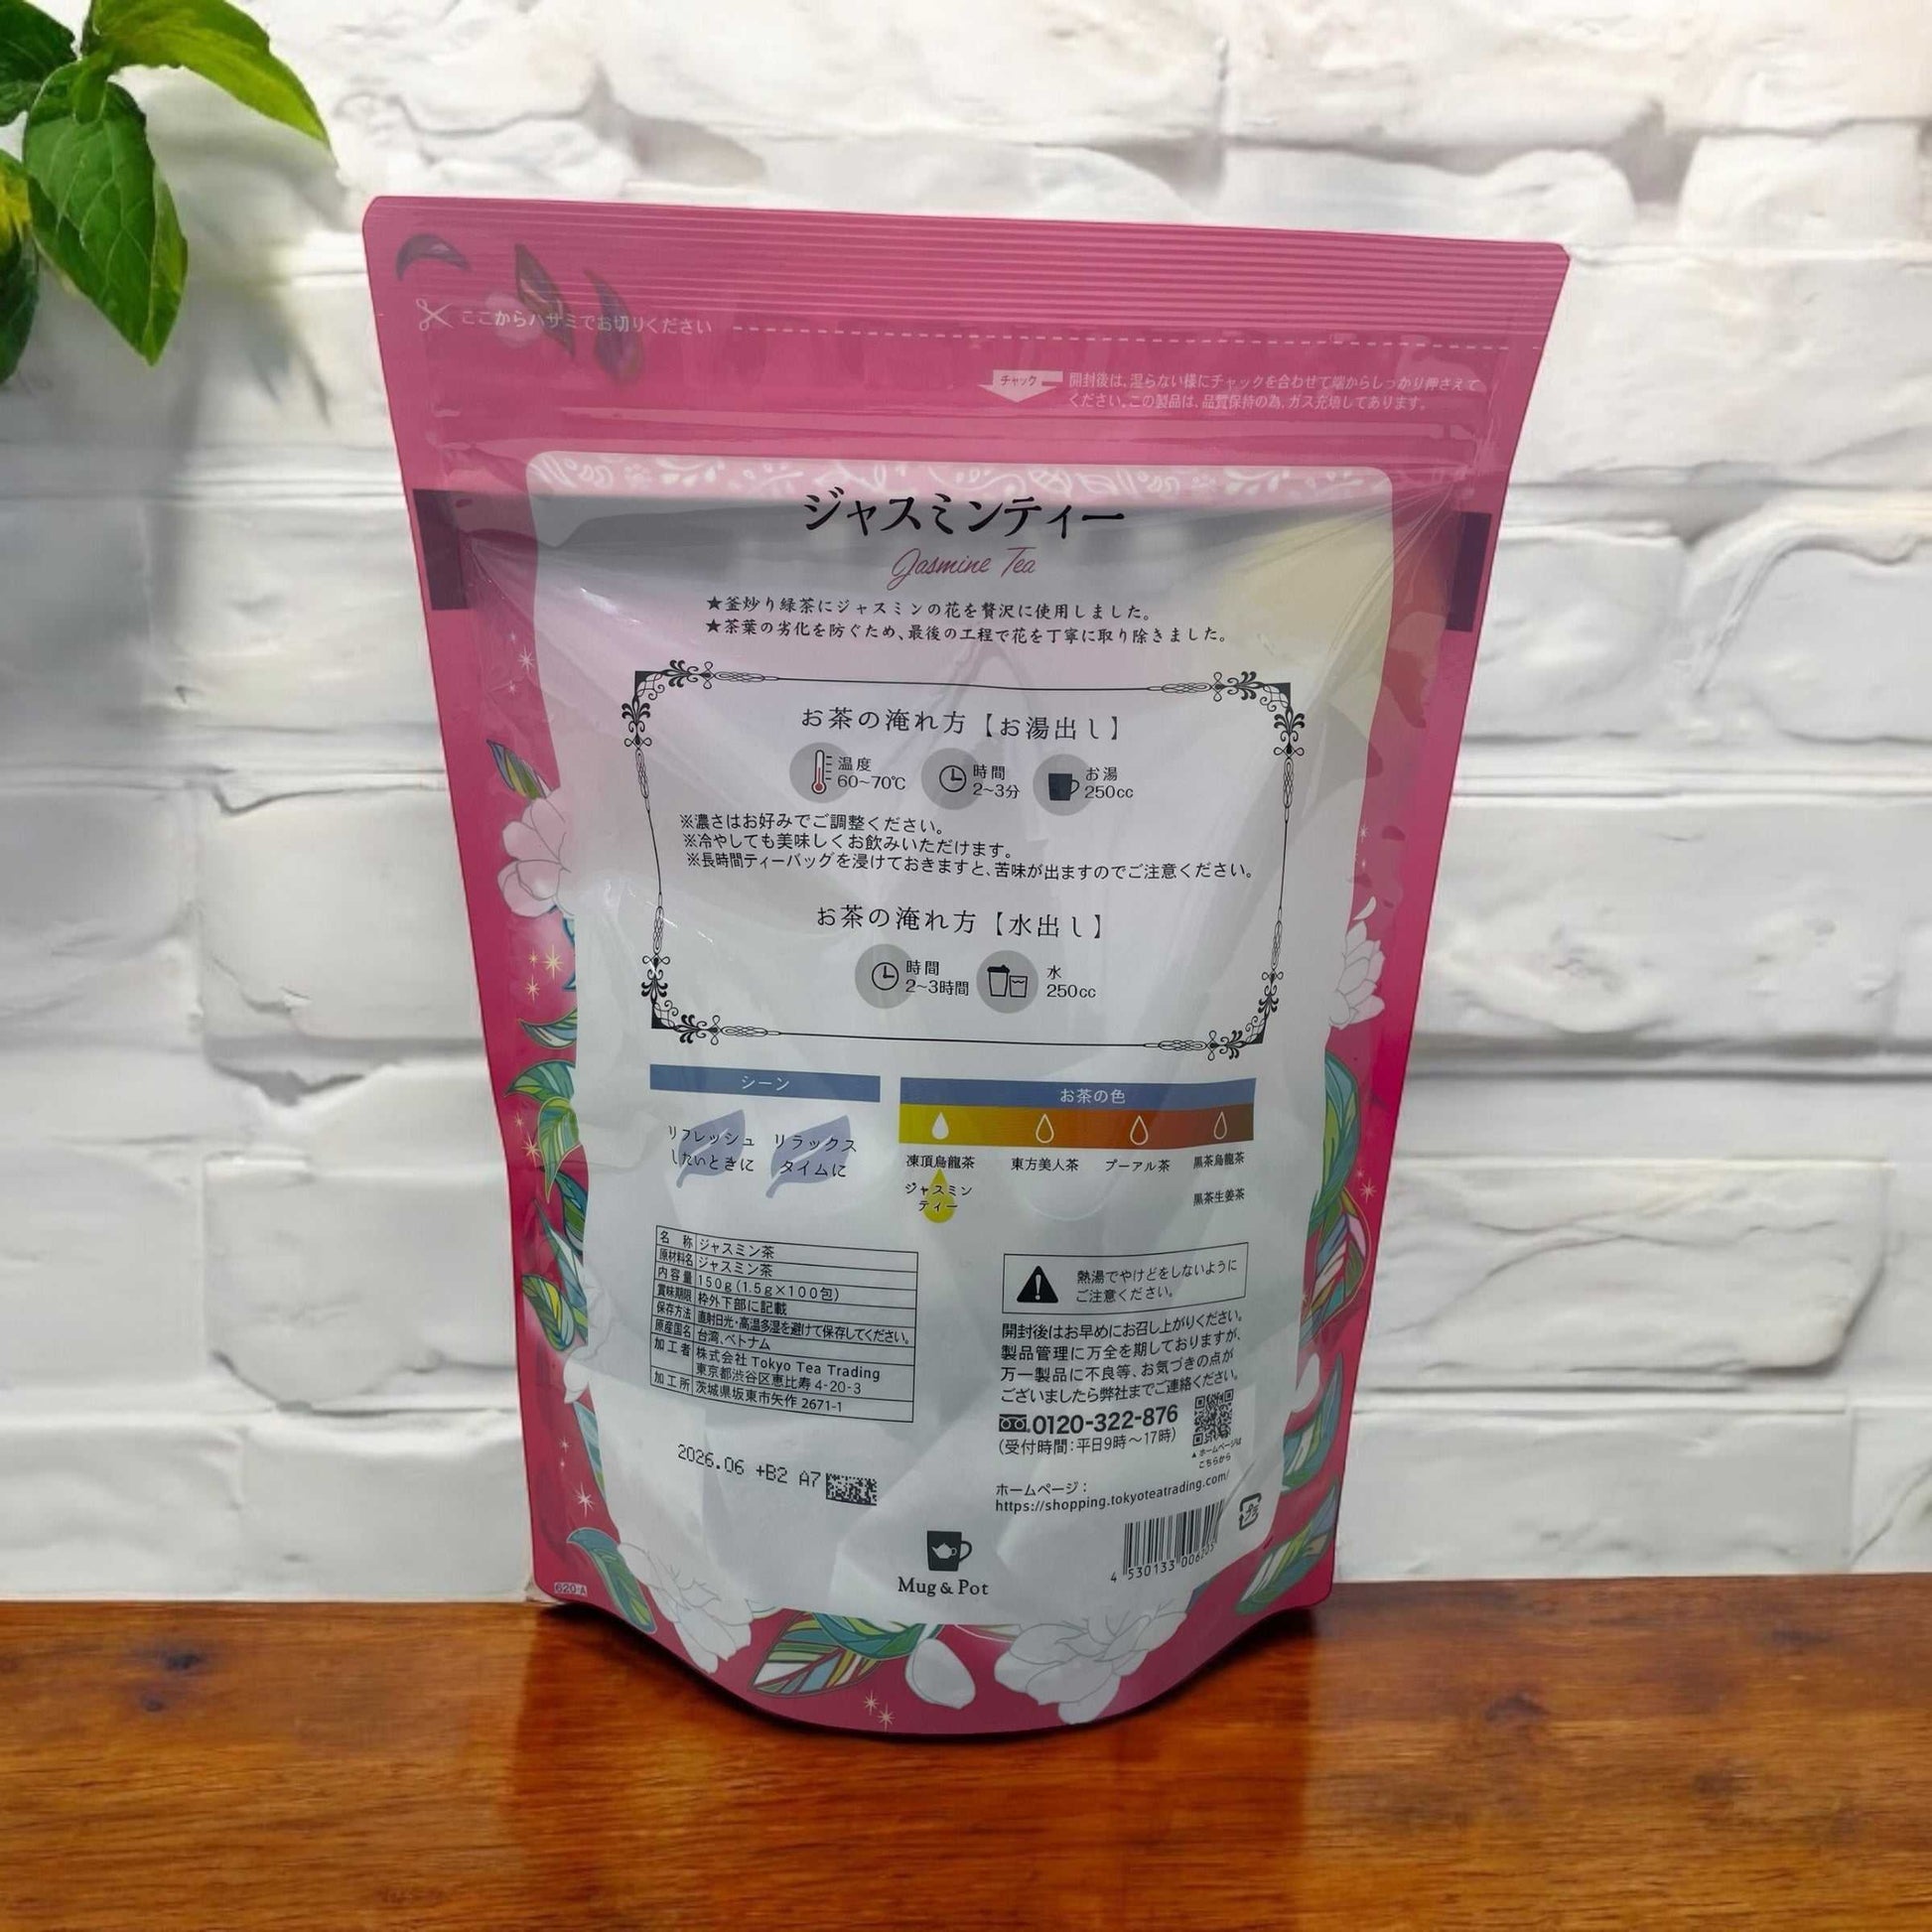 ここからハサミでお切りください
チャック
開封後は、湿らない様にチャックを合わせて端からしっかり押さえて
ください。この製品は、品質保持の為、ガス充填してあります。
ジャスミンティー
Jasmine Tea
★釜炒り緑茶にジャスミンの花を贅沢に使用しました。
★茶葉の劣化を防ぐため、最後の工程で花を丁寧に取り除きました。
お茶の淹れ方【お湯出し】
温度
60~70℃
時間
2~3分
お湯
250cc
※濃さはお好みでご調整ください。
※冷やしても美味しくお飲みいただけます。
※長時間ティーバッグを浸けておきますと、苦味が出ますのでご注意ください。
お茶の淹れ方【水出し】
時間
2~3時間
水
250cc
シーン
リフレッシュ
したいときに
リラックス
タイムに
お茶の色
凍頂烏龍茶
東方美人茶
プーアル茶
黒茶烏龍茶
ジャスミン
ティー
黒茶生姜茶
名 称 ジャスミン茶
原材料名 ジャスミン茶
内容量 150g(1.5g×100包)
賞味期限 枠外下部に記載
保存方法 直射日光・高温多湿を避けて保存してください。
原産国名 台湾、ベトナム
加工者 株式会社 Tokyo Tea Trading
東京都渋谷区恵比寿 4-20-3
加工所 茨城県坂東市矢作 2671-1
2026.06 +B2 A7
熱湯でやけどをしないように
ご注意ください。
開封後はお早めにお召し上がりください。
製品管理に万全を期しておりますが、
万一製品に不良等、お気づきの点が
ございましたら弊社までご連絡ください。
0120-322-876
(受付時間:平日9時〜17時)
▲ホームページは
こちらから
ホームページ:
https://shopping.tokyoteatrading.com/
プラ
4 530133 006205
Mug & Pot
620-A